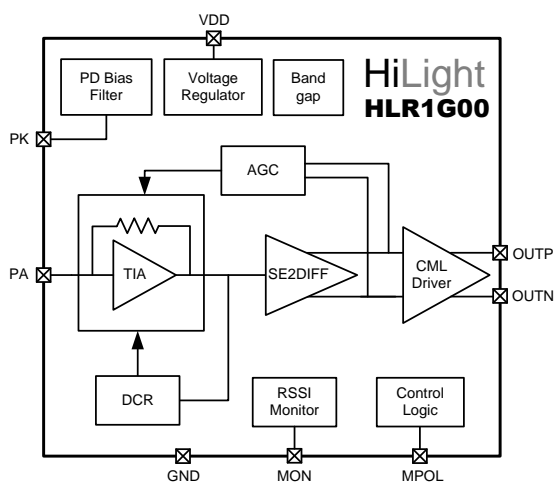 VDD
PD Bias
Filter
Voltage
Regulator
Band
gap
HiLight
HLR1G00
PK
AGC
PA
TIA
SE2DIFF
CML
Driver
OUTP
OUTN
DCR
RSSI
Monitor
Control
Logic
GND
MON
MPOL